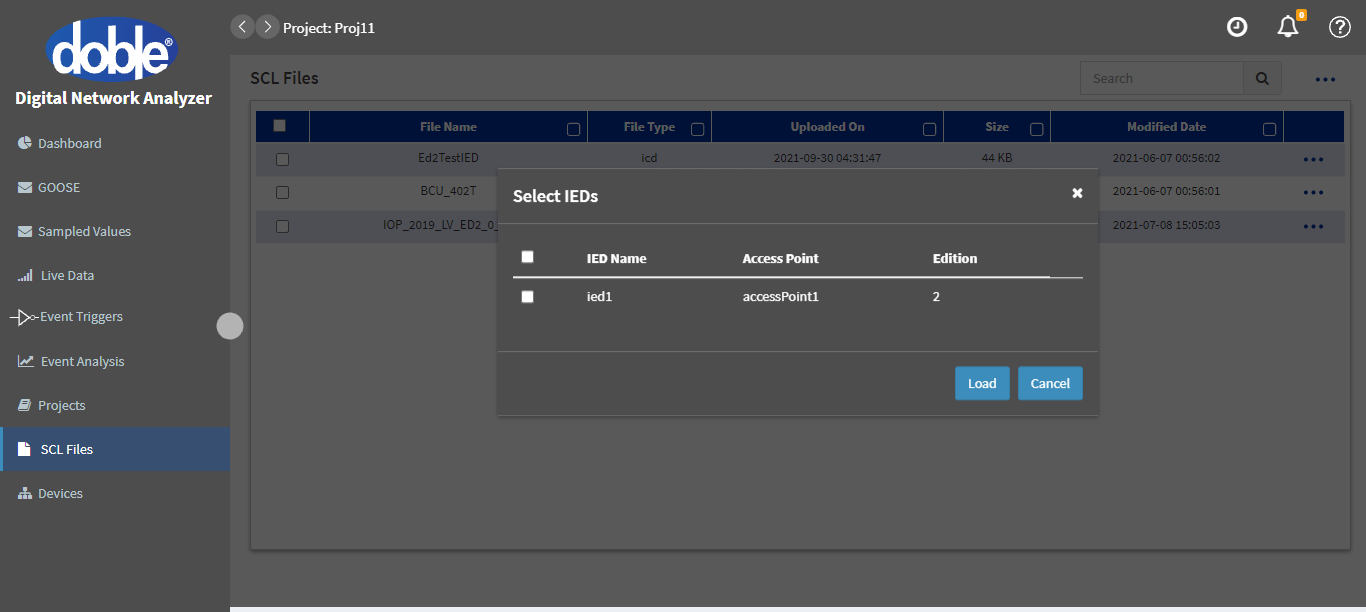 doble®
Digital Network Analyzer
Dashboard
GOOSE
Sampled Values
Live Data
Event Triggers
Event Analysis
Projects
SCL Files
Devices
Project: Proj11
0
SCL Files
Search
File Name File Type Uploaded On Size Modified Date
Ed2TestIED icd 2021-09-30 04:31:47 44 KB 2021-06-07 00:56:02
BCU_402T 2021-06-07 00:56:01
IOP_2019_LV_ED2_0_ 2021-07-08 15:05:03
Select IEDs
IED Name Access Point Edition
ied1 accessPoint1 2
Load Cancel